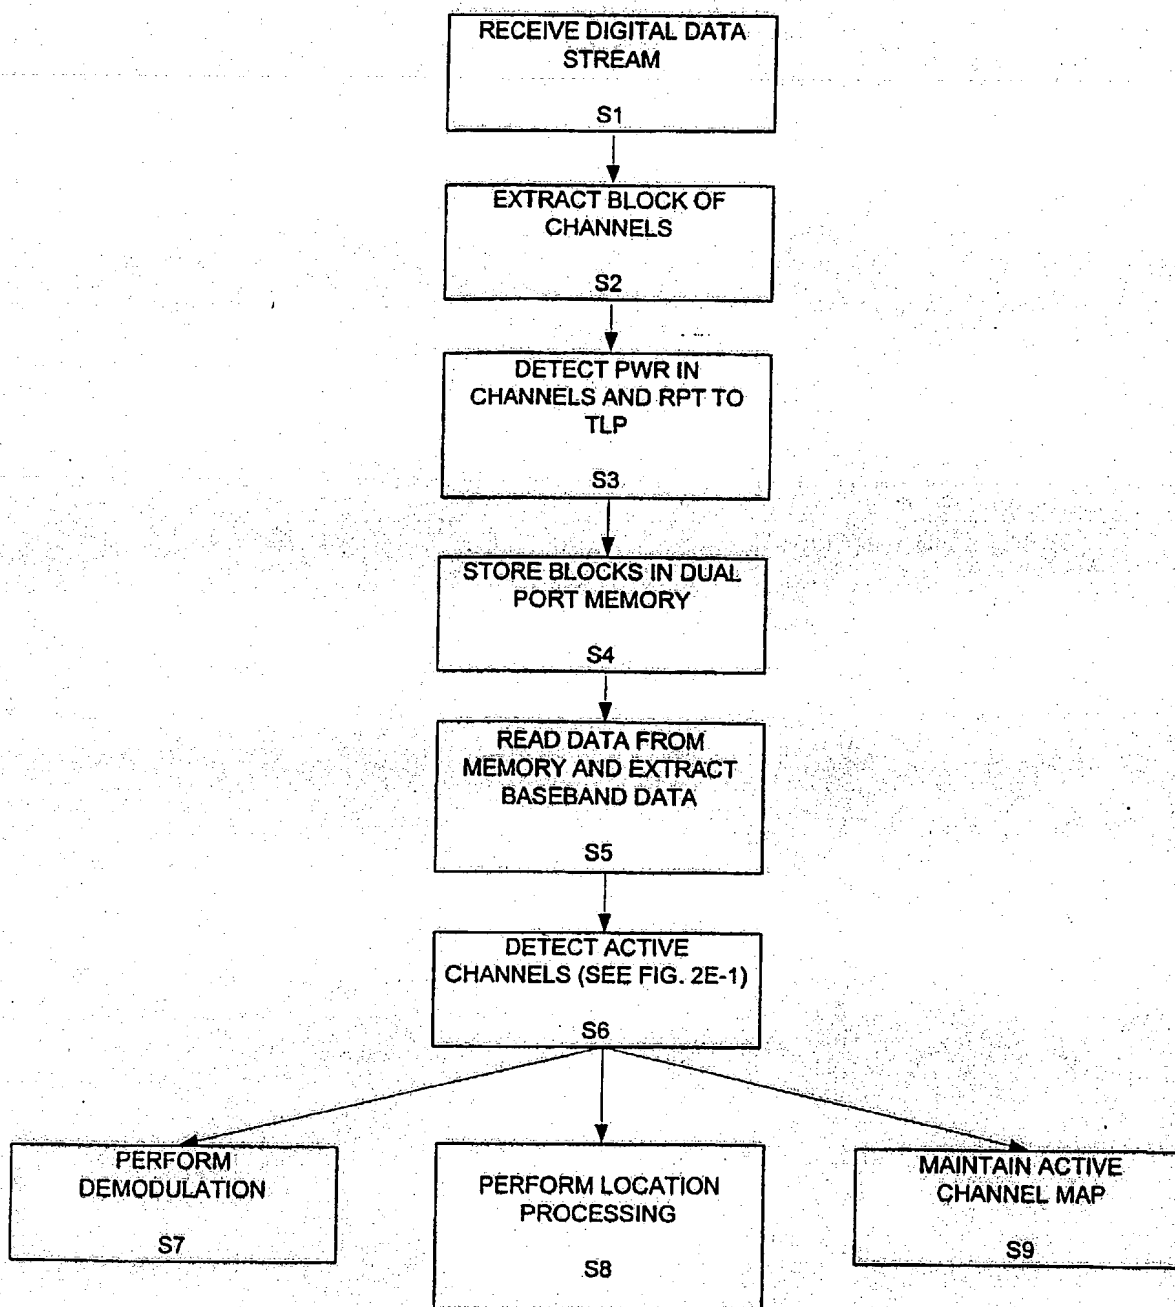 RECEIVE DIGITAL DATA
STREAM
S1
EXTRACT BLOCK OF
CHANNELS
S2
DETECT PWR IN
CHANNELS AND RPT TO
TLP
S3
STORE BLOCKS IN DUAL
PORT MEMORY
S4
READ DATA FROM
MEMORY AND EXTRACT
BASEBAND DATA
S5
DETECT ACTIVE
CHANNELS (SEE FIG. 2E-1)
S6
PERFORM
DEMODULATION
S7
PERFORM LOCATION
PROCESSING
S8
MAINTAIN ACTIVE
CHANNEL MAP
S9